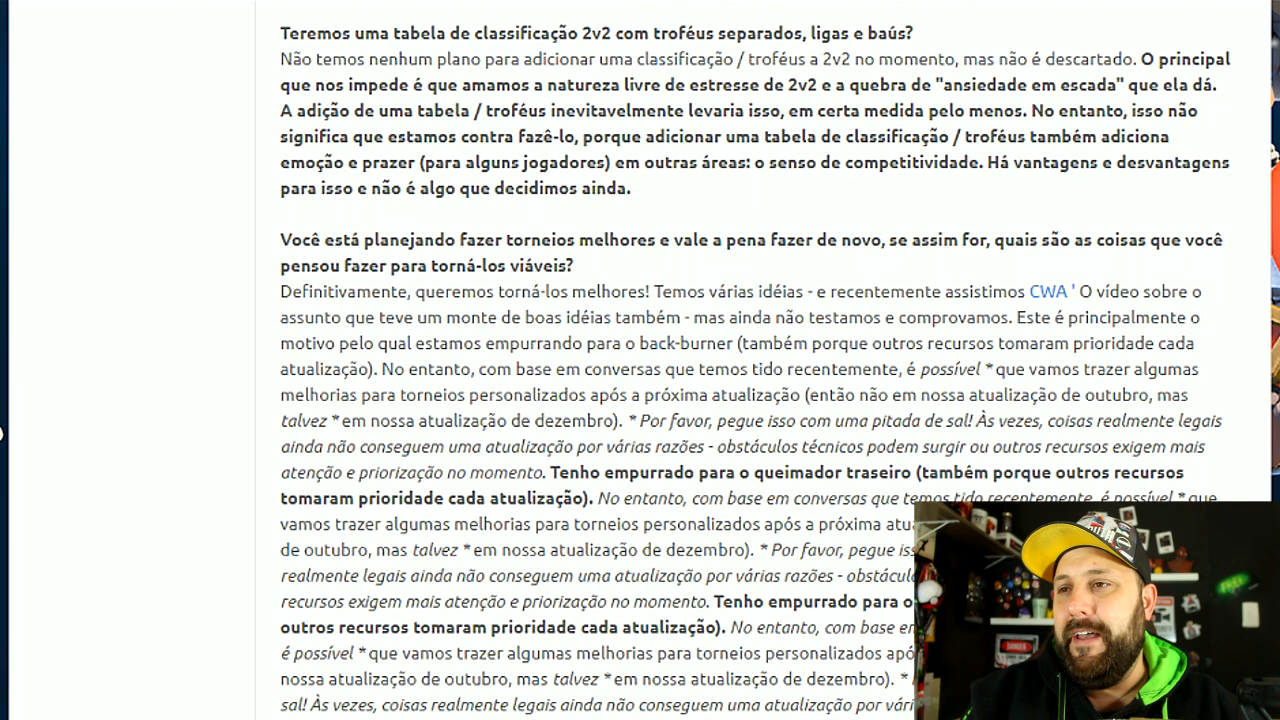 Teremos uma tabela de classificação 2v2 com troféus separados, ligas e baús?
Não temos nenhum plano para adicionar uma classificação / troféus a 2v2 no momento, mas não é descartado. O principal
que nos impede é que amamos a natureza livre de estresse de 2v2 e a quebra de "ansiedade em escada" que ela dá.
A adição de uma tabela / troféus inevitavelmente levaria isso, em certa medida pelo menos. No entanto, isso não
significa que estamos contra fazê-lo, porque adicionar uma tabela de classificação / troféus também adiciona
emoção e prazer (para alguns jogadores) em outras áreas: o senso de competitividade. Há vantagens e desvantagens
para isso e não é algo que decidimos ainda.
Você está planejando fazer torneios melhores e vale a pena fazer de novo, se assim for, quais são as coisas que você
pensou fazer para torná-los viáveis?
Definitivamente, queremos torná-los melhores! Temos várias idéias - e recentemente assistimos CWA ' O vídeo sobre o
assunto que teve um monte de boas idéias também - mas ainda não testamos e comprovamos. Este é principalmente o
motivo pelo qual estamos empurrando para o back-burner (também porque outros recursos tomaram prioridade cada
atualização). No entanto, com base em conversas que temos tido recentemente, é possível * que vamos trazer algumas
melhorias para torneios personalizados após a próxima atualização (então não em nossa atualização de outubro, mas
talvez * em nossa atualização de dezembro). * Por favor, pegue isso com uma pitada de sal! Às vezes, coisas realmente legais
ainda não conseguem uma atualização por várias razões - obstáculos técnicos podem surgir ou outros recursos exigem mais
atenção e priorização no momento. Tenho empurrado para o queimador traseiro (também porque outros recursos
tomaram prioridade cada atualização). No entanto, com base em conversas que temos tido recentemente, é possível * que
vamos trazer algumas melhorias para torneios personalizados após a próxima
de outubro, mas talvez * em nossa atualização de dezembro). * Por favor, pegue
realmente legais ainda não conseguem uma atualização por várias razões -
recursos exigem mais atenção e priorização no momento. Tenho empurrado para o
outros recursos tomaram prioridade cada atualização). No entanto, com base
é possível * que vamos trazer algumas melhorias para torneios personalizados
nossa atualização de outubro, mas talvez * em nossa atualização de dezembro). *
sal! Às vezes, coisas realmente legais ainda não conseguem uma atualização por
DANGER